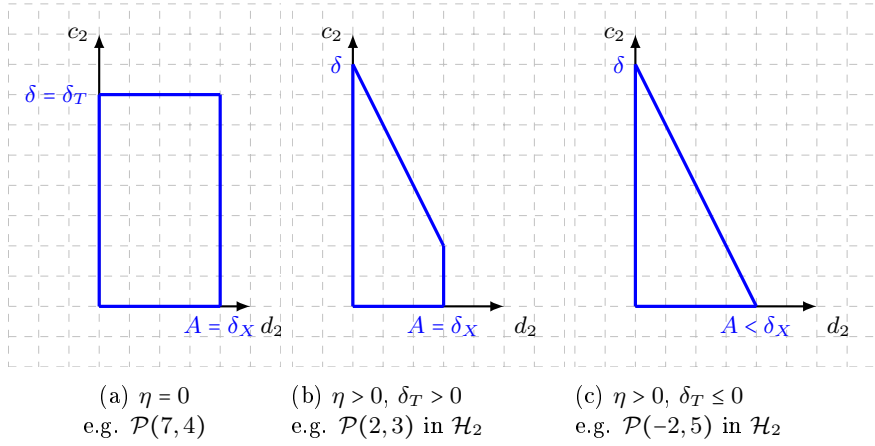 c₂
δ = δ_T
A = δ_X d₂
(a) η = 0
e.g. 𝒫(7, 4)
c₂
δ
A = δ_X
d₂
(b) η > 0, δ_T > 0
e.g. 𝒫(2, 3) in ℋ₂
c₂
δ
A < δ_X
d₂
(c) η > 0, δ_T ≤ 0
e.g. 𝒫(−2, 5) in ℋ₂